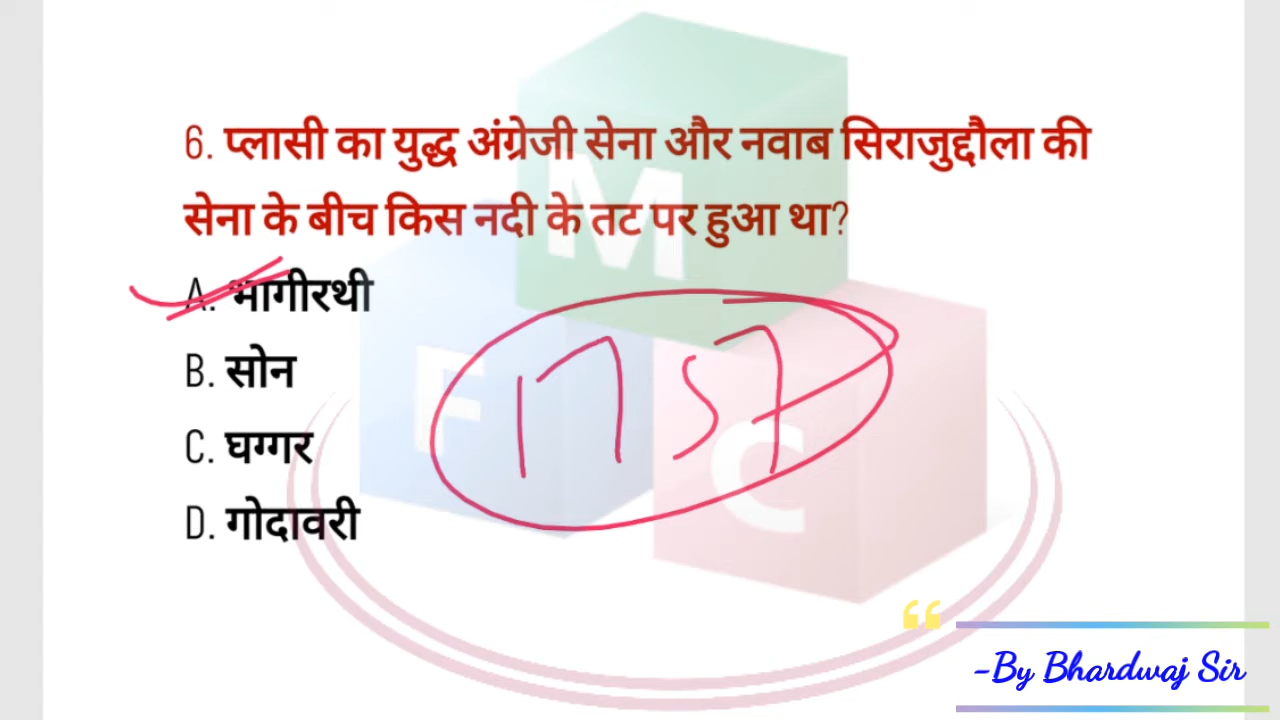 6. प्लासी का युद्ध अंग्रेजी सेना और नवाब सिराजुद्दौला की
सेना के बीच किस नदी के तट पर हुआ था?
A. भागीरथी
B. सोन
C. घग्गर
D. गोदावरी
1757
M
F
C
“
-By Bhardwaj Sir